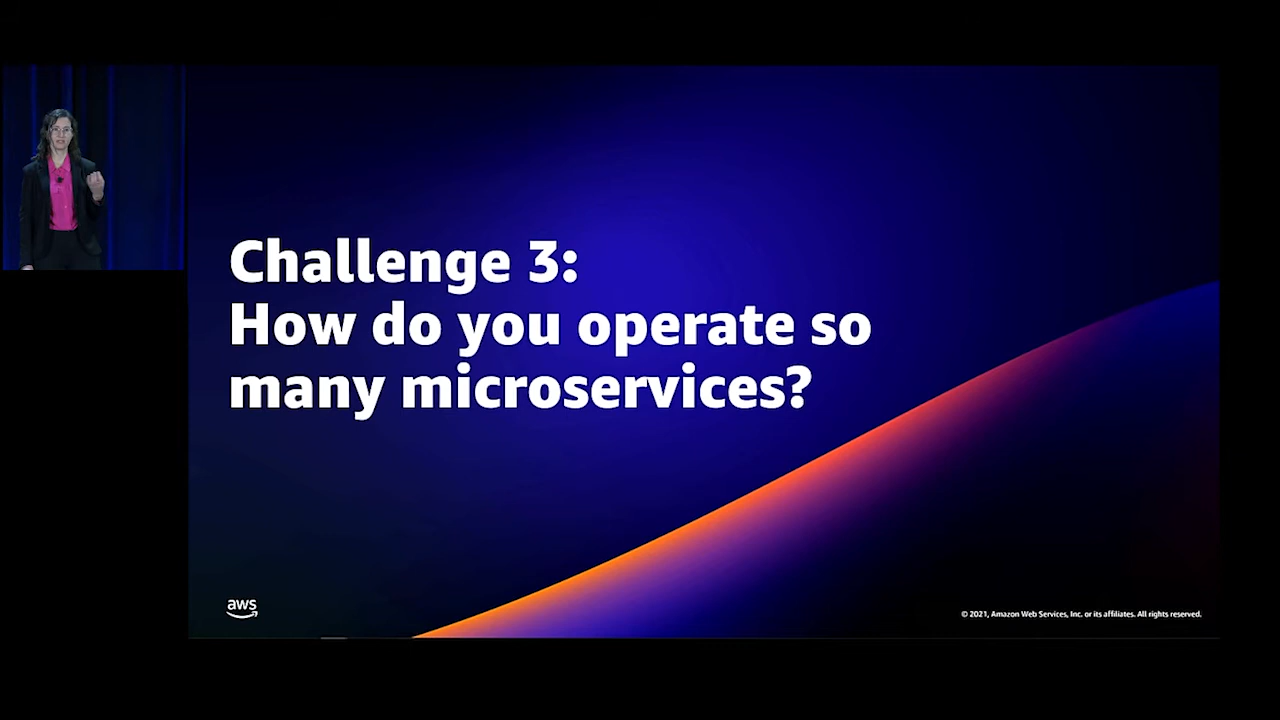 Challenge 3:
How do you operate so
many microservices?
aws
© 2021, Amazon Web Services, Inc. or its affiliates. All rights reserved.